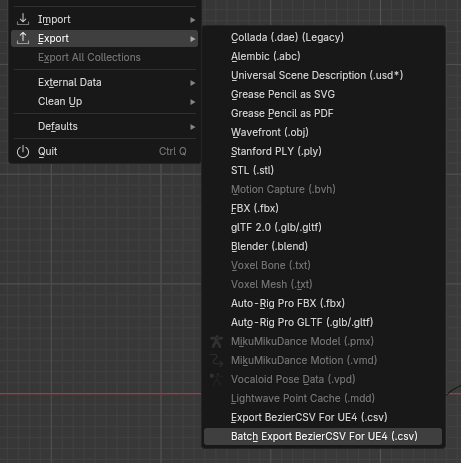 Import
Export
Export All Collections
External Data
Clean Up
Defaults
Quit Ctrl Q
Collada (.dae) (Legacy)
Alembic (.abc)
Universal Scene Description (.usd*)
Grease Pencil as SVG
Grease Pencil as PDF
Wavefront (.obj)
Stanford PLY (.ply)
STL (.stl)
Motion Capture (.bvh)
FBX (.fbx)
glTF 2.0 (.glb/.gltf)
Blender (.blend)
Voxel Bone (.txt)
Voxel Mesh (.txt)
Auto-Rig Pro FBX (.fbx)
Auto-Rig Pro GLTF (.glb/.gltf)
MikuMikuDance Model (.pmx)
MikuMikuDance Motion (.vmd)
Vocaloid Pose Data (.vpd)
Lightwave Point Cache (.mdd)
Export BezierCSV For UE4 (.csv)
Batch Export BezierCSV For UE4 (.csv)